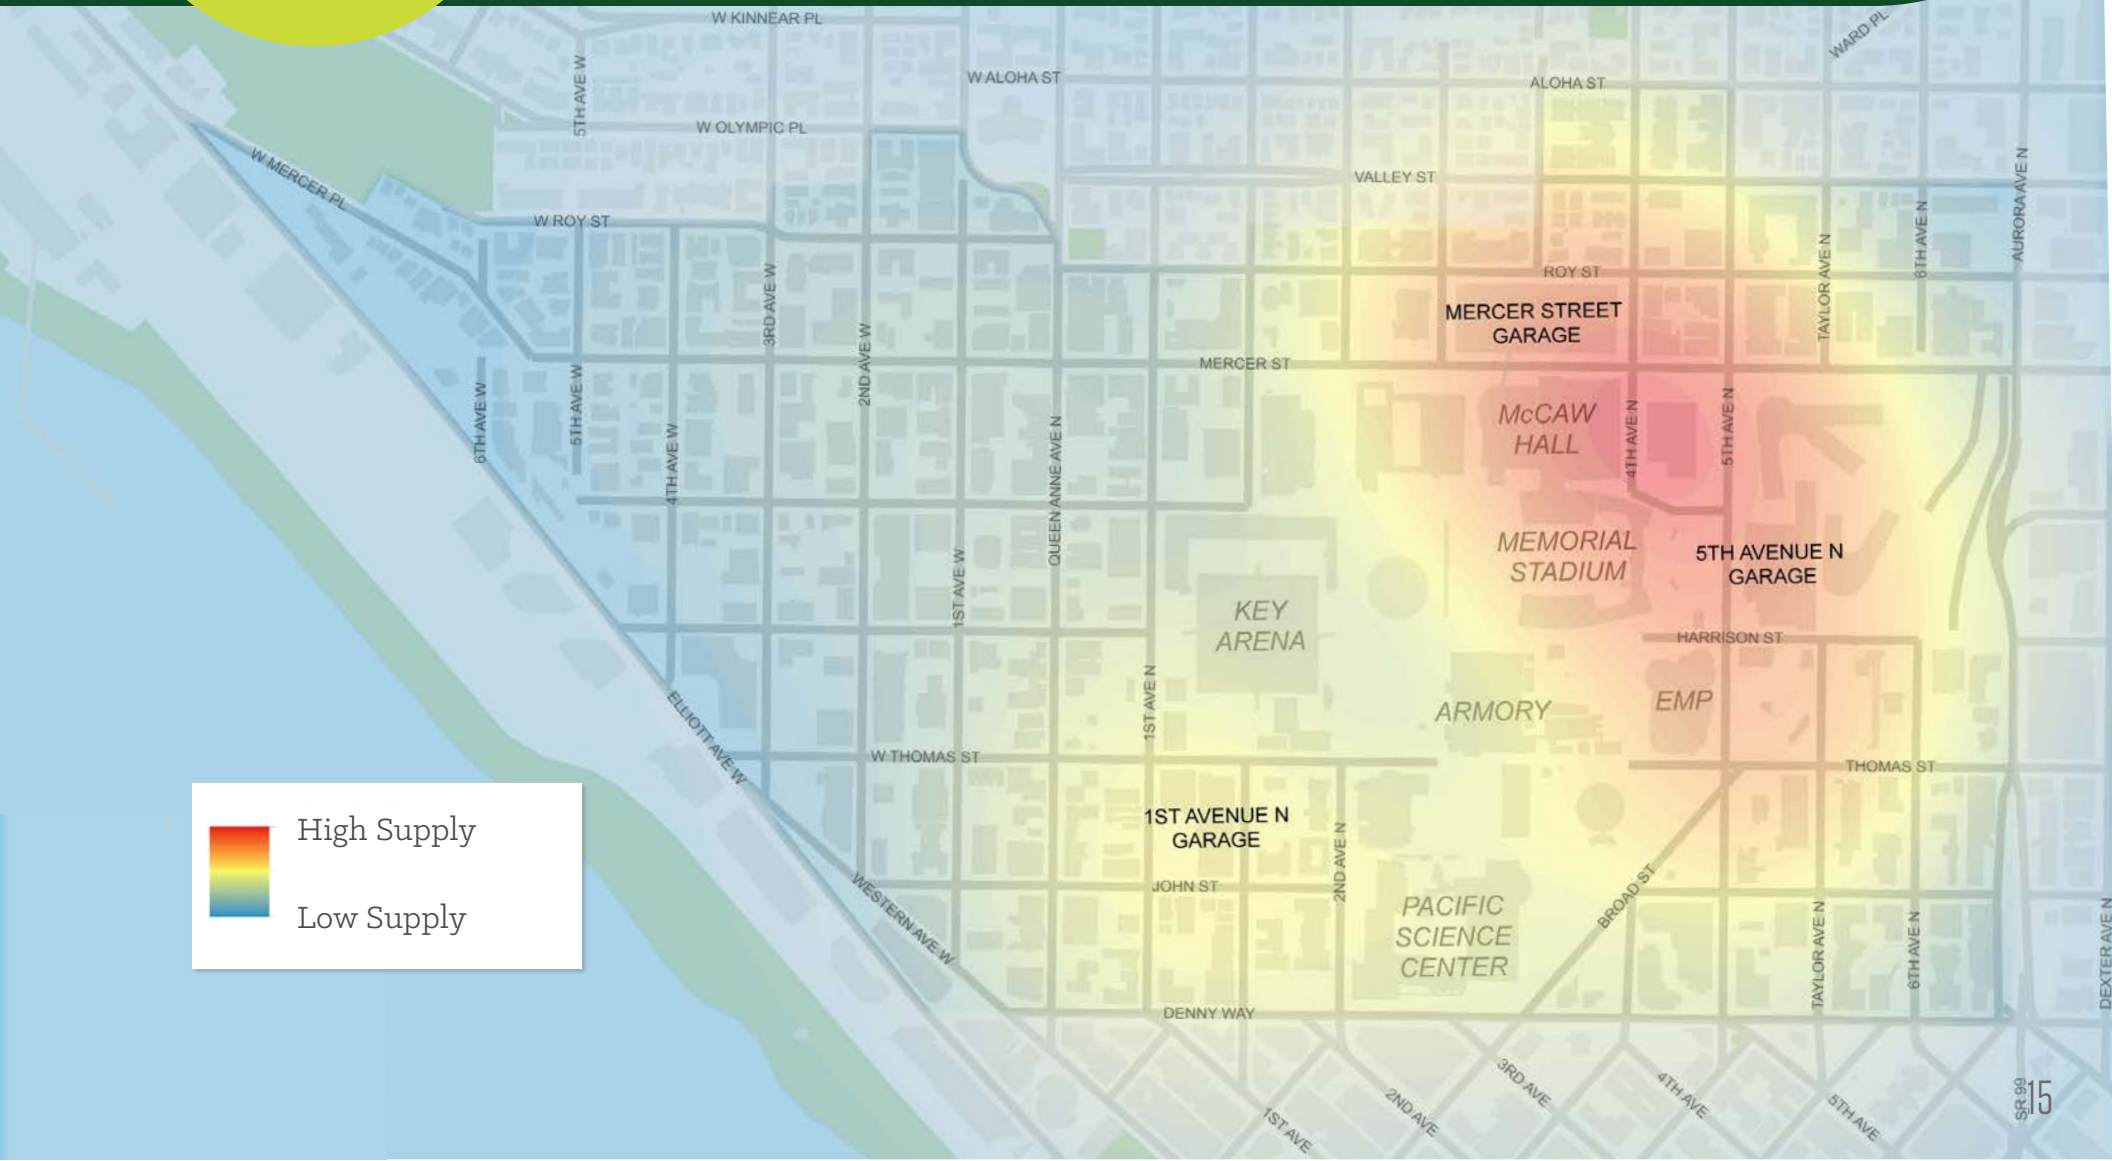 W KINNEAR PL
WARD PL
W ALOHA ST
ALOHA ST
5TH AVE W
W OLYMPIC PL
W MERCER PL
VALLEY ST
AURORA AVE N
W ROY ST
6TH AVE N
TAYLOR AVE N
3RD AVE W
ROY ST
MERCER STREET
GARAGE
2ND AVE W
MERCER ST
6TH AVE W
5TH AVE W
4TH AVE W
QUEEN ANNE AVE N
McCAW
HALL
4TH AVE N
5TH AVE N
MEMORIAL
STADIUM
5TH AVENUE N
GARAGE
1ST AVE W
KEY
ARENA
HARRISON ST
1ST AVE N
ELLIOTT AVE W
ARMORY
EMP
W THOMAS ST
THOMAS ST
High Supply
Low Supply
1ST AVENUE N
GARAGE
2ND AVE N
JOHN ST
WESTERN AVE W
BROAD ST
PACIFIC
SCIENCE
CENTER
TAYLOR AVE N
6TH AVE N
DEXTER AVE N
DENNY WAY
3RD AVE
4TH AVE
2ND AVE
1ST AVE
5TH AVE
SR 99
15